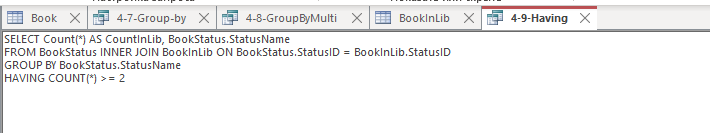 Book 4-7-Group-by 4-8-GroupByMulti BookInLib 4-9-Having
SELECT Count(*) AS CountInLib, BookStatus.StatusName
FROM BookStatus INNER JOIN BookInLib ON BookStatus.StatusID = BookInLib.StatusID
GROUP BY BookStatus.StatusName
HAVING COUNT(*) >= 2